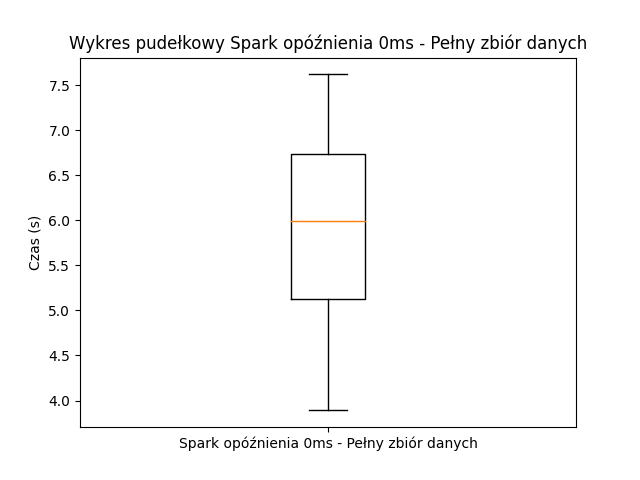 Wykres pudełkowy Spark opóźnienia 0ms - Pełny zbiór danych
7.5
7.0
6.5
6.0
5.5
5.0
4.5
4.0
Czas (s)
Spark opóźnienia 0ms - Pełny zbiór danych